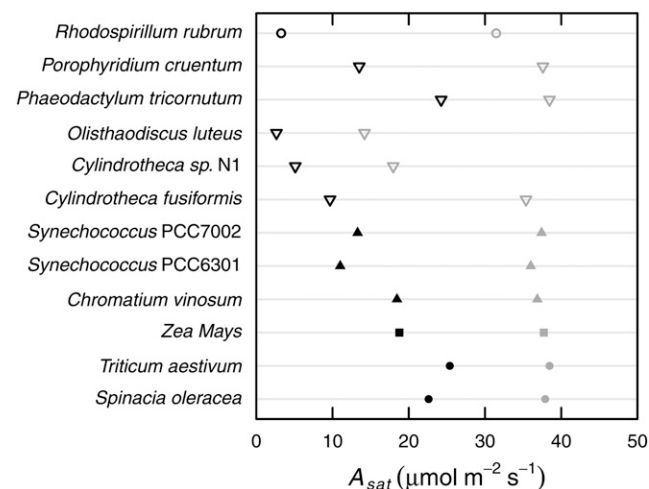 Rhodospirillum rubrum
Porophyridium cruentum
Phaeodactylum tricornutum
Olisthaodiscus luteus
Cylindrotheca sp. N1
Cylindrotheca fusiformis
Synechococcus PCC7002
Synechococcus PCC6301
Chromatium vinosum
Zea Mays
Triticum aestivum
Spinacia oleracea
0 10 20 30 40 50
A_sat (μmol m⁻² s⁻¹)